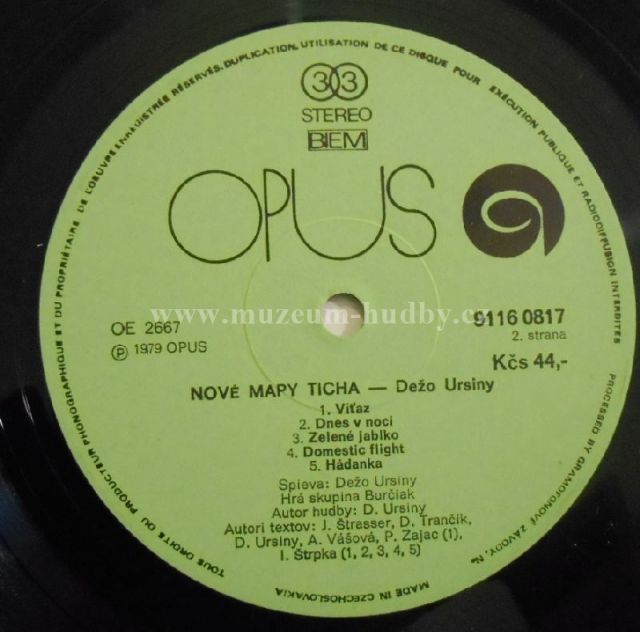 TOUS DROITS DU PRODUCTEUR PHONOGRAPHIQUE ET DU PROPRIÉTAIRE DE L'OEUVRE ENREGISTRÉE RÉSERVÉS, DUPLICATION, UTILISATION DE CE DISQUE POUR EXÉCUTION PUBLIQUE ET RADIODIFFUSION INTERDITES
PROCESSED BY GRAMOFONOVÉ ZÁVODY, N.
33
STEREO
BIEM
OPUS
www.muzeum-hudby.c
OE 2667
91160817
2. strana
Ⓟ 1979 OPUS
Kčs 44,-
NOVÉ MAPY TICHA — Dežo Ursiny
1. Víťaz
2. Dnes v noci
3. Zelené jablko
4. Domestic flight
5. Hádanka
Spieva: Dežo Ursiny
Hrá skupina Burčiak
Autor hudby: D. Ursiny
Autori textov: J. Štrasser, D. Trančík,
D. Ursiny, A. Vášová, P. Zajac (1),
I. Štrpka (1, 2, 3, 4, 5)
MADE IN CZECHOSLOVAKIA